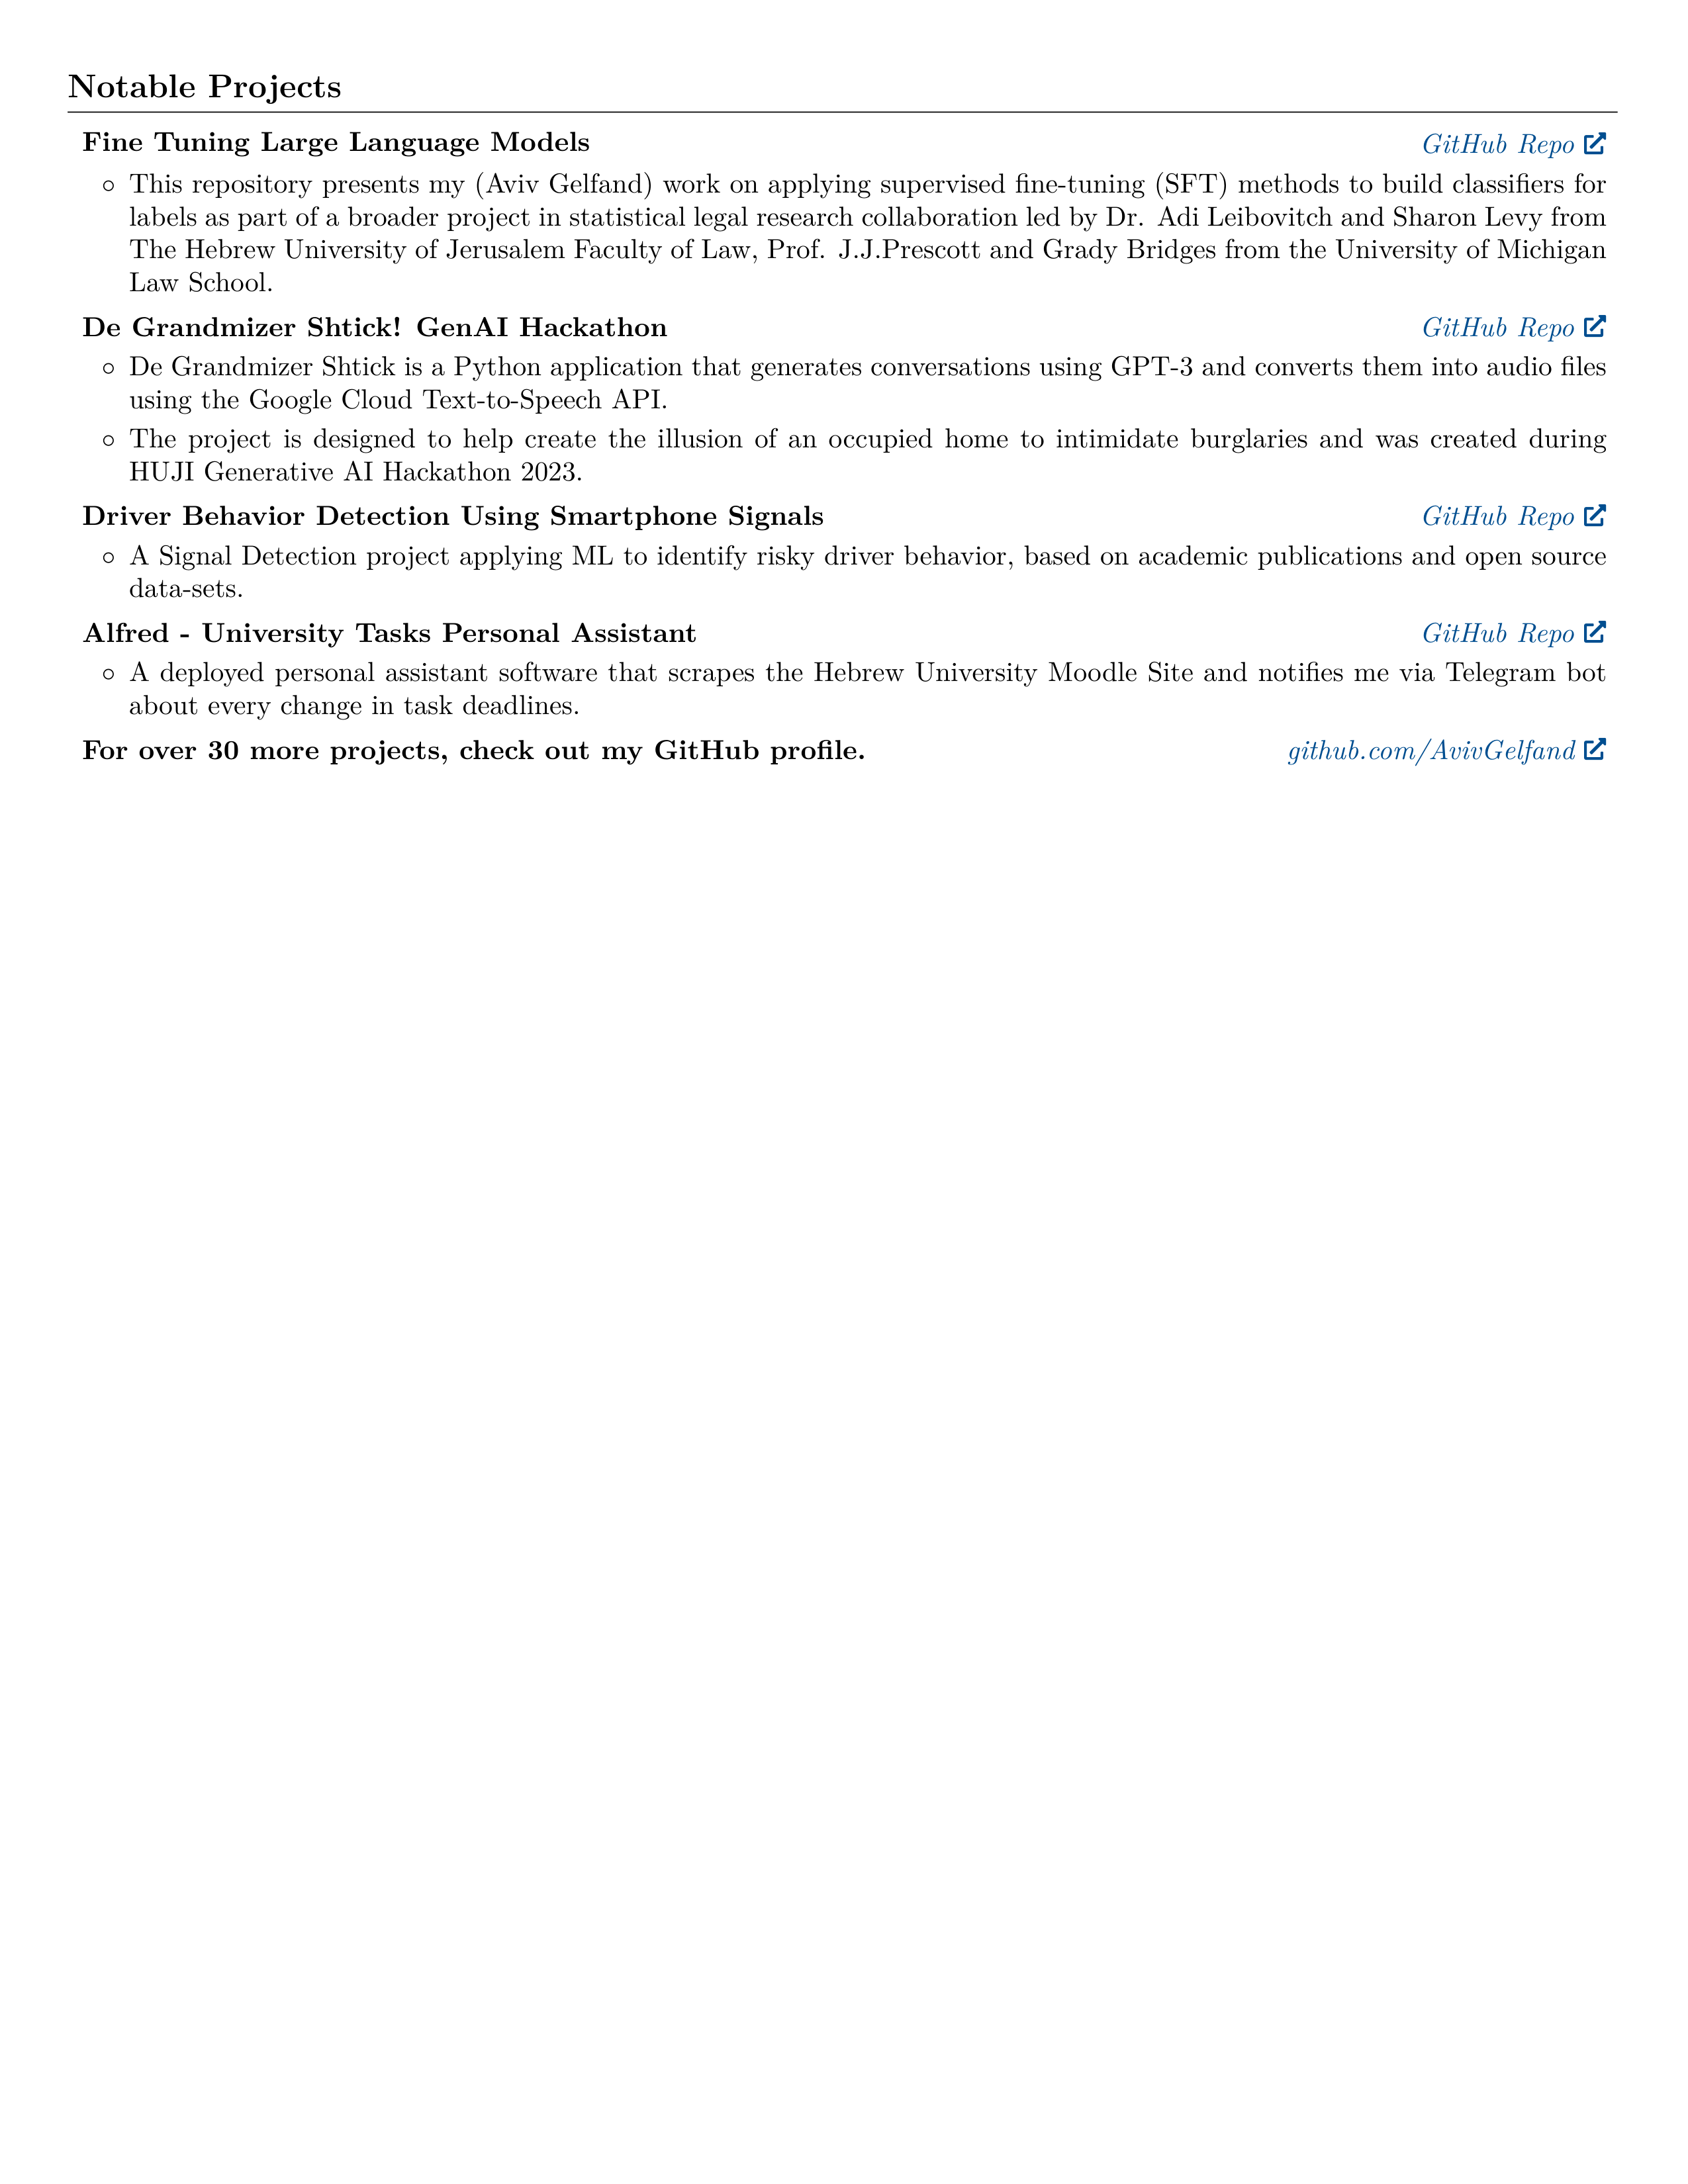 Notable Projects
Fine Tuning Large Language Models GitHub Repo
◦ This repository presents my (Aviv Gelfand) work on applying supervised fine-tuning (SFT) methods to build classifiers for
labels as part of a broader project in statistical legal research collaboration led by Dr. Adi Leibovitch and Sharon Levy from
The Hebrew University of Jerusalem Faculty of Law, Prof. J.J.Prescott and Grady Bridges from the University of Michigan
Law School.
De Grandmizer Shtick! GenAI Hackathon GitHub Repo
◦ De Grandmizer Shtick is a Python application that generates conversations using GPT-3 and converts them into audio files
using the Google Cloud Text-to-Speech API.
◦ The project is designed to help create the illusion of an occupied home to intimidate burglaries and was created during
HUJI Generative AI Hackathon 2023.
Driver Behavior Detection Using Smartphone Signals GitHub Repo
◦ A Signal Detection project applying ML to identify risky driver behavior, based on academic publications and open source
data-sets.
Alfred - University Tasks Personal Assistant GitHub Repo
◦ A deployed personal assistant software that scrapes the Hebrew University Moodle Site and notifies me via Telegram bot
about every change in task deadlines.
For over 30 more projects, check out my GitHub profile. github.com/AvivGelfand